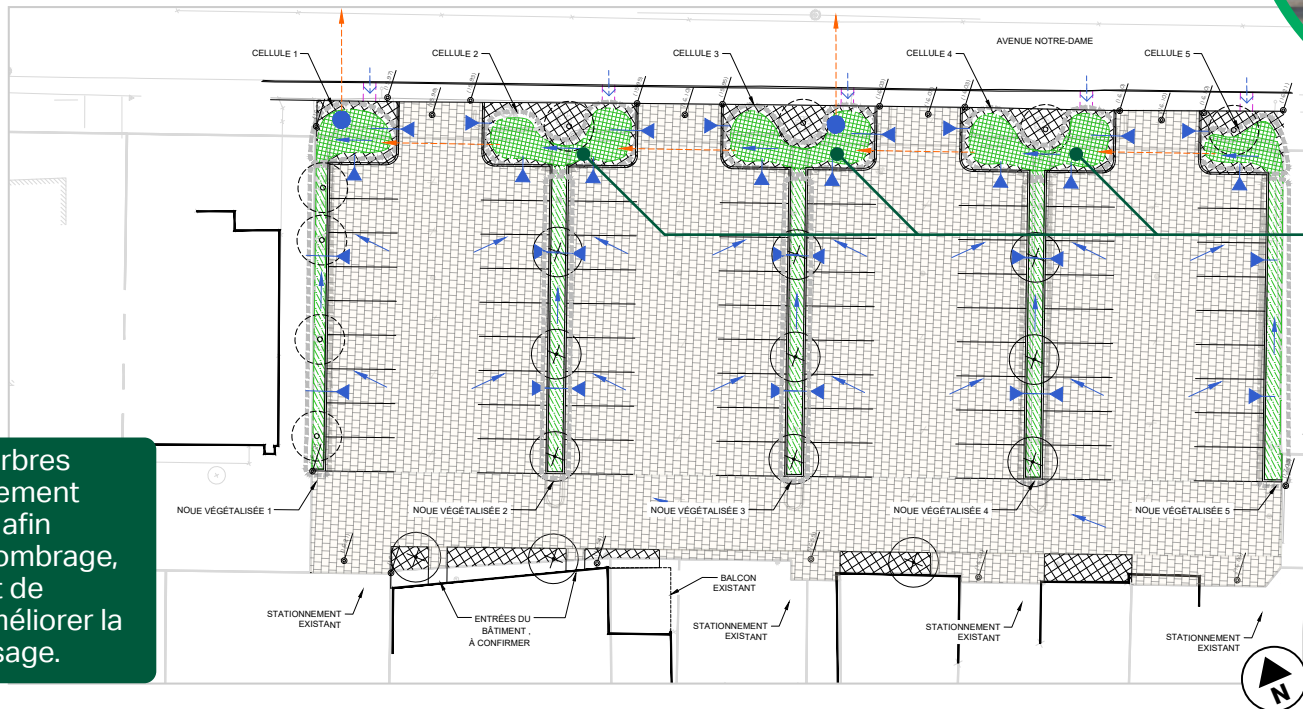 AVENUE NOTRE-DAME
CELLULE 1
CELLULE 2
CELLULE 3
CELLULE 4
CELLULE 5
NOUE VÉGÉTALISÉE 1
NOUE VÉGÉTALISÉE 2
NOUE VÉGÉTALISÉE 3
NOUE VÉGÉTALISÉE 4
NOUE VÉGÉTALISÉE 5
rbres
ement
afin
ombrage,
t de
méliorer la
sage.
STATIONNEMENT
EXISTANT
ENTRÉES DU
BÂTIMENT,
À CONFIRMER
BALCON
EXISTANT
STATIONNEMENT
EXISTANT
STATIONNEMENT
EXISTANT
STATIONNEMENT
EXISTANT
N